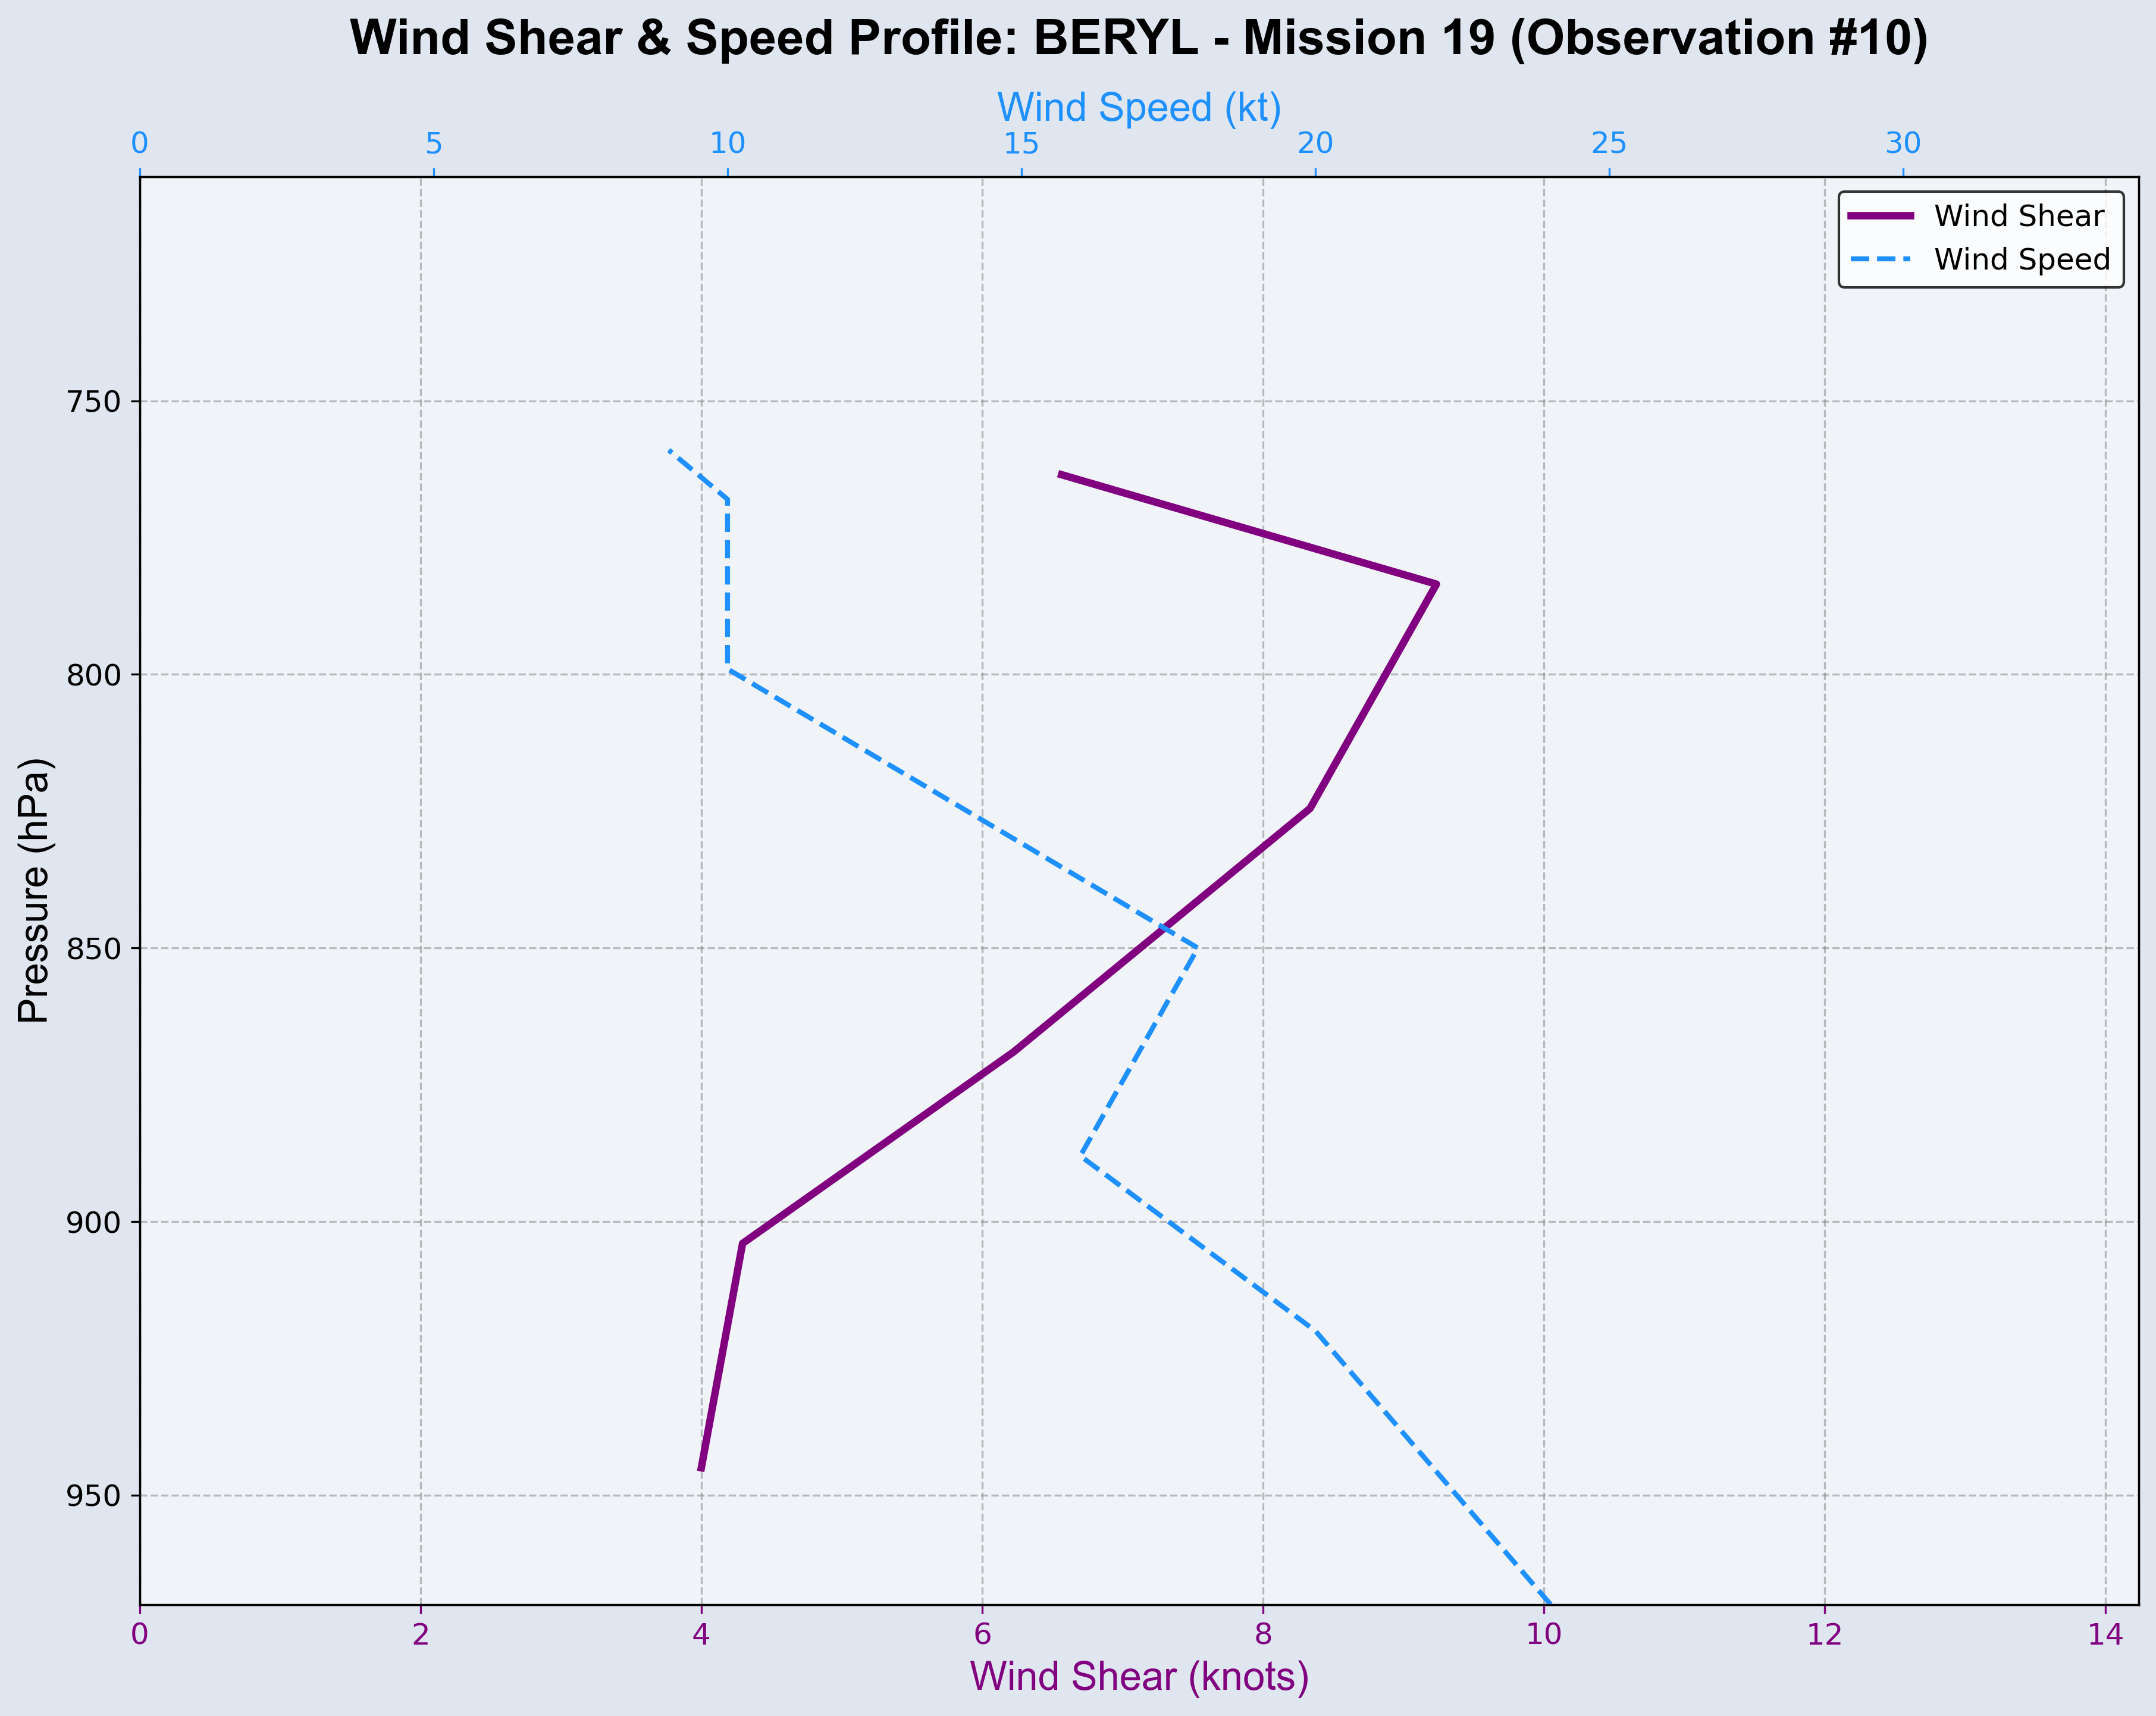 Wind Shear & Speed Profile: BERYL - Mission 19 (Observation #10)
Wind Speed (kt)
0 5 10 15 20 25 30
Wind Shear
Wind Speed
750
800
850
900
950
Pressure (hPa)
0 2 4 6 8 10 12 14
Wind Shear (knots)